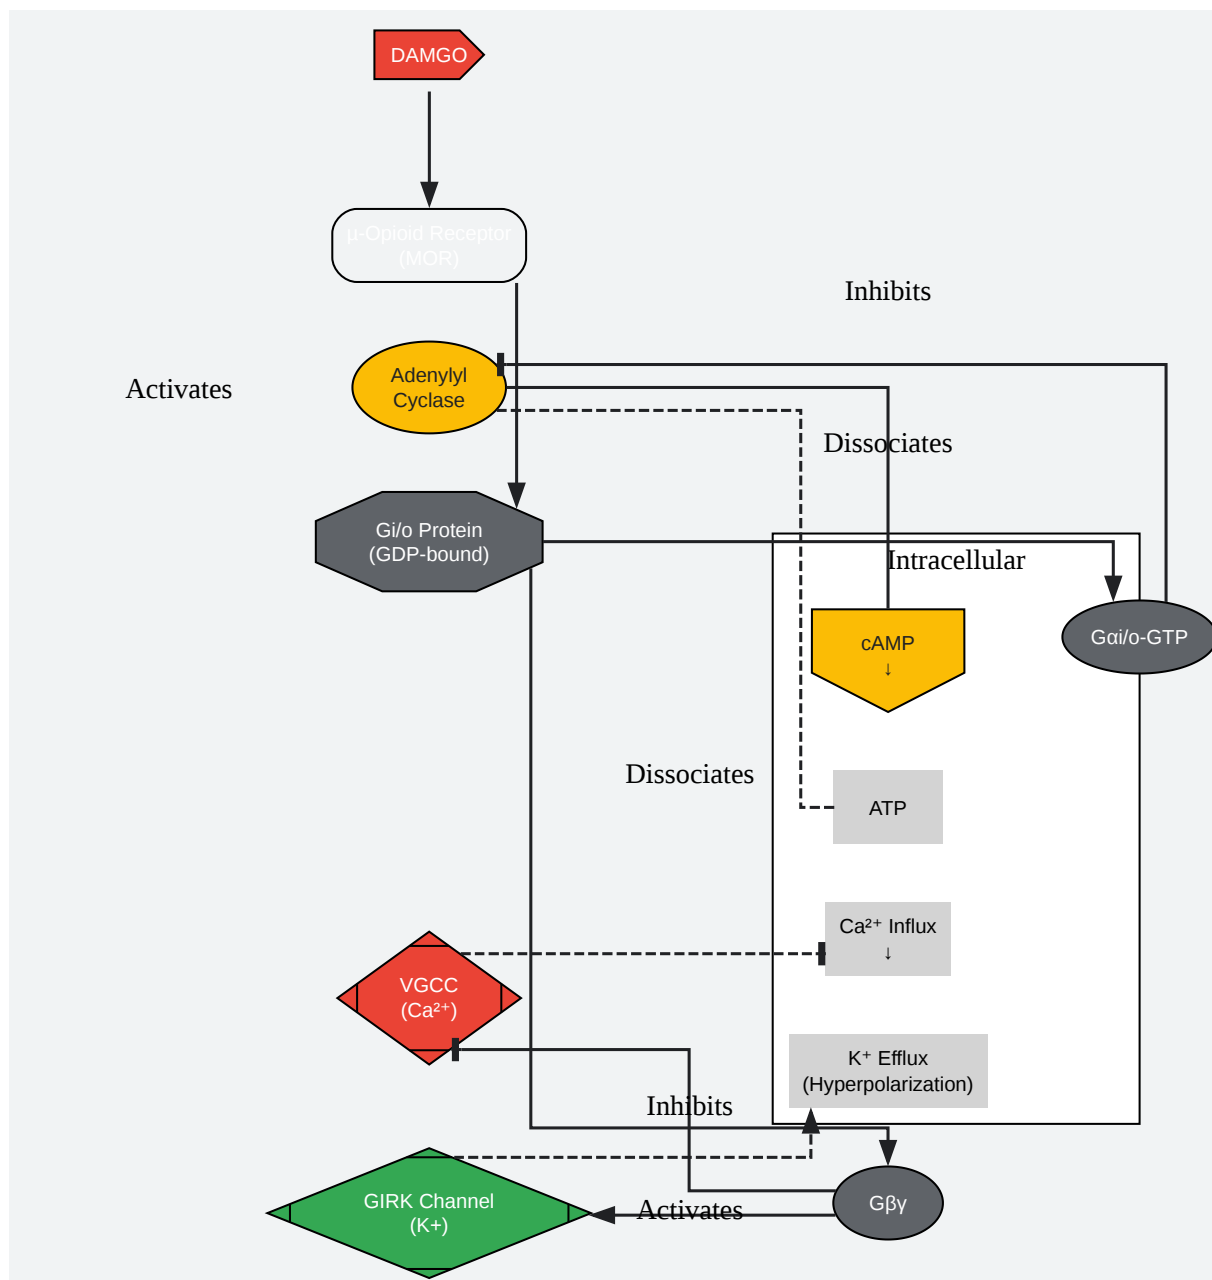 DAMGO
μ-Opioid Receptor
(MOR)
Inhibits
Adenylyl
Cyclase
Activates
Dissociates
Gi/o Protein
(GDP-bound)
Intracellular
cAMP
↓
Gαi/o-GTP
Dissociates
ATP
Ca²⁺ Influx
↓
VGCC
(Ca²⁺)
K⁺ Efflux
(Hyperpolarization)
Inhibits
GIRK Channel
(K+)
Activates
Gβγ